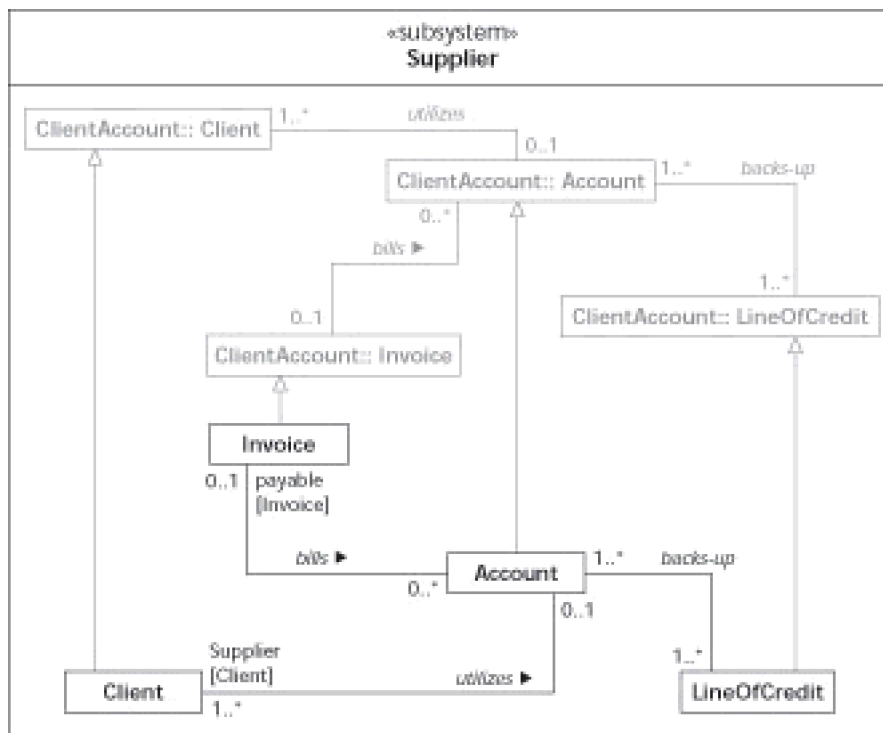 «subsystem»
Supplier
ClientAccount:: Client
1..*
utilizes
0..1
ClientAccount:: Account
1..*
backs-up
0..*
bills ►
1..*
0..1
ClientAccount:: LineOfCredit
ClientAccount:: Invoice
Invoice
0..1
payable
[Invoice]
bills ►
0..*
Account
1..*
backs-up
0..1
Supplier
[Client]
1..*
Client
1..*
utilizes ►
LineOfCredit